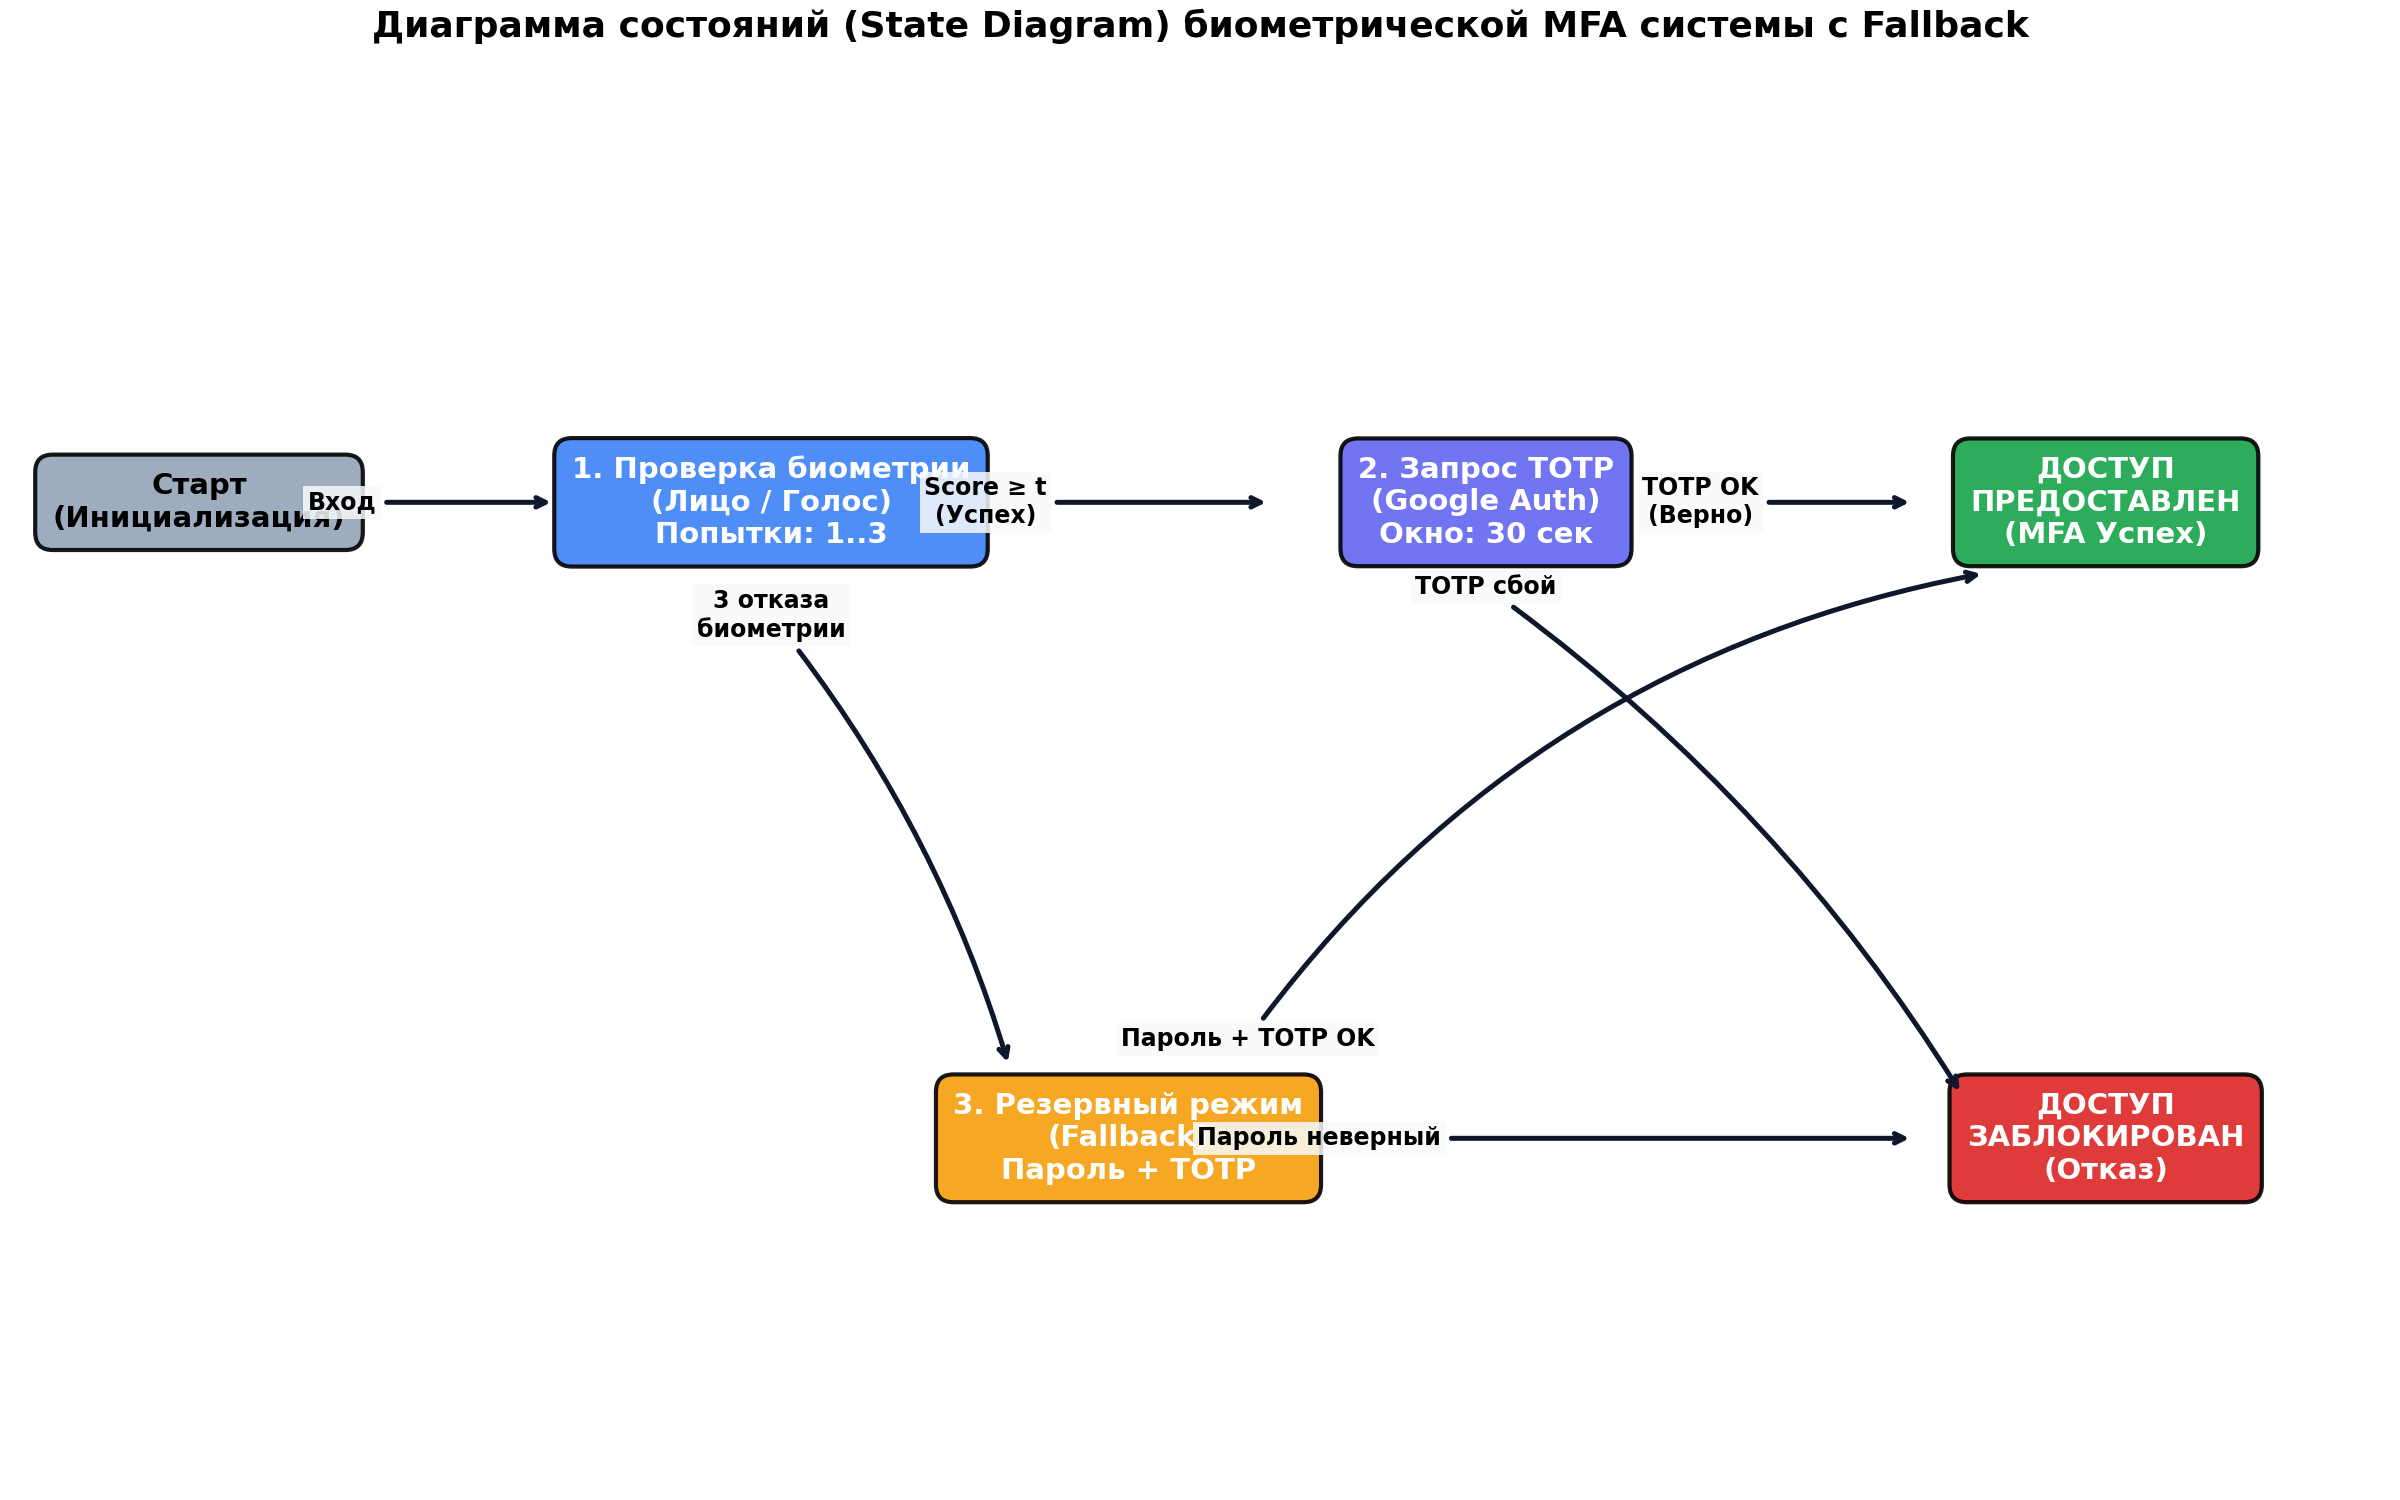 Диаграмма состояний (State Diagram) биометрической MFA системы с Fallback
Старт
(Инициализация)
Вход
1. Проверка биометрии
(Лицо / Голос)
Попытки: 1..3
Score ≥ t
(Успех)
2. Запрос TOTP
(Google Auth)
Окно: 30 сек
TOTP OK
(Верно)
ДОСТУП
ПРЕДОСТАВЛЕН
(MFA Успех)
3 отказа
биометрии
TOTP сбой
Пароль + TOTP OK
3. Резервный режим
(Fallback
Пароль + TOTP
Пароль неверный
ДОСТУП
ЗАБЛОКИРОВАН
(Отказ)